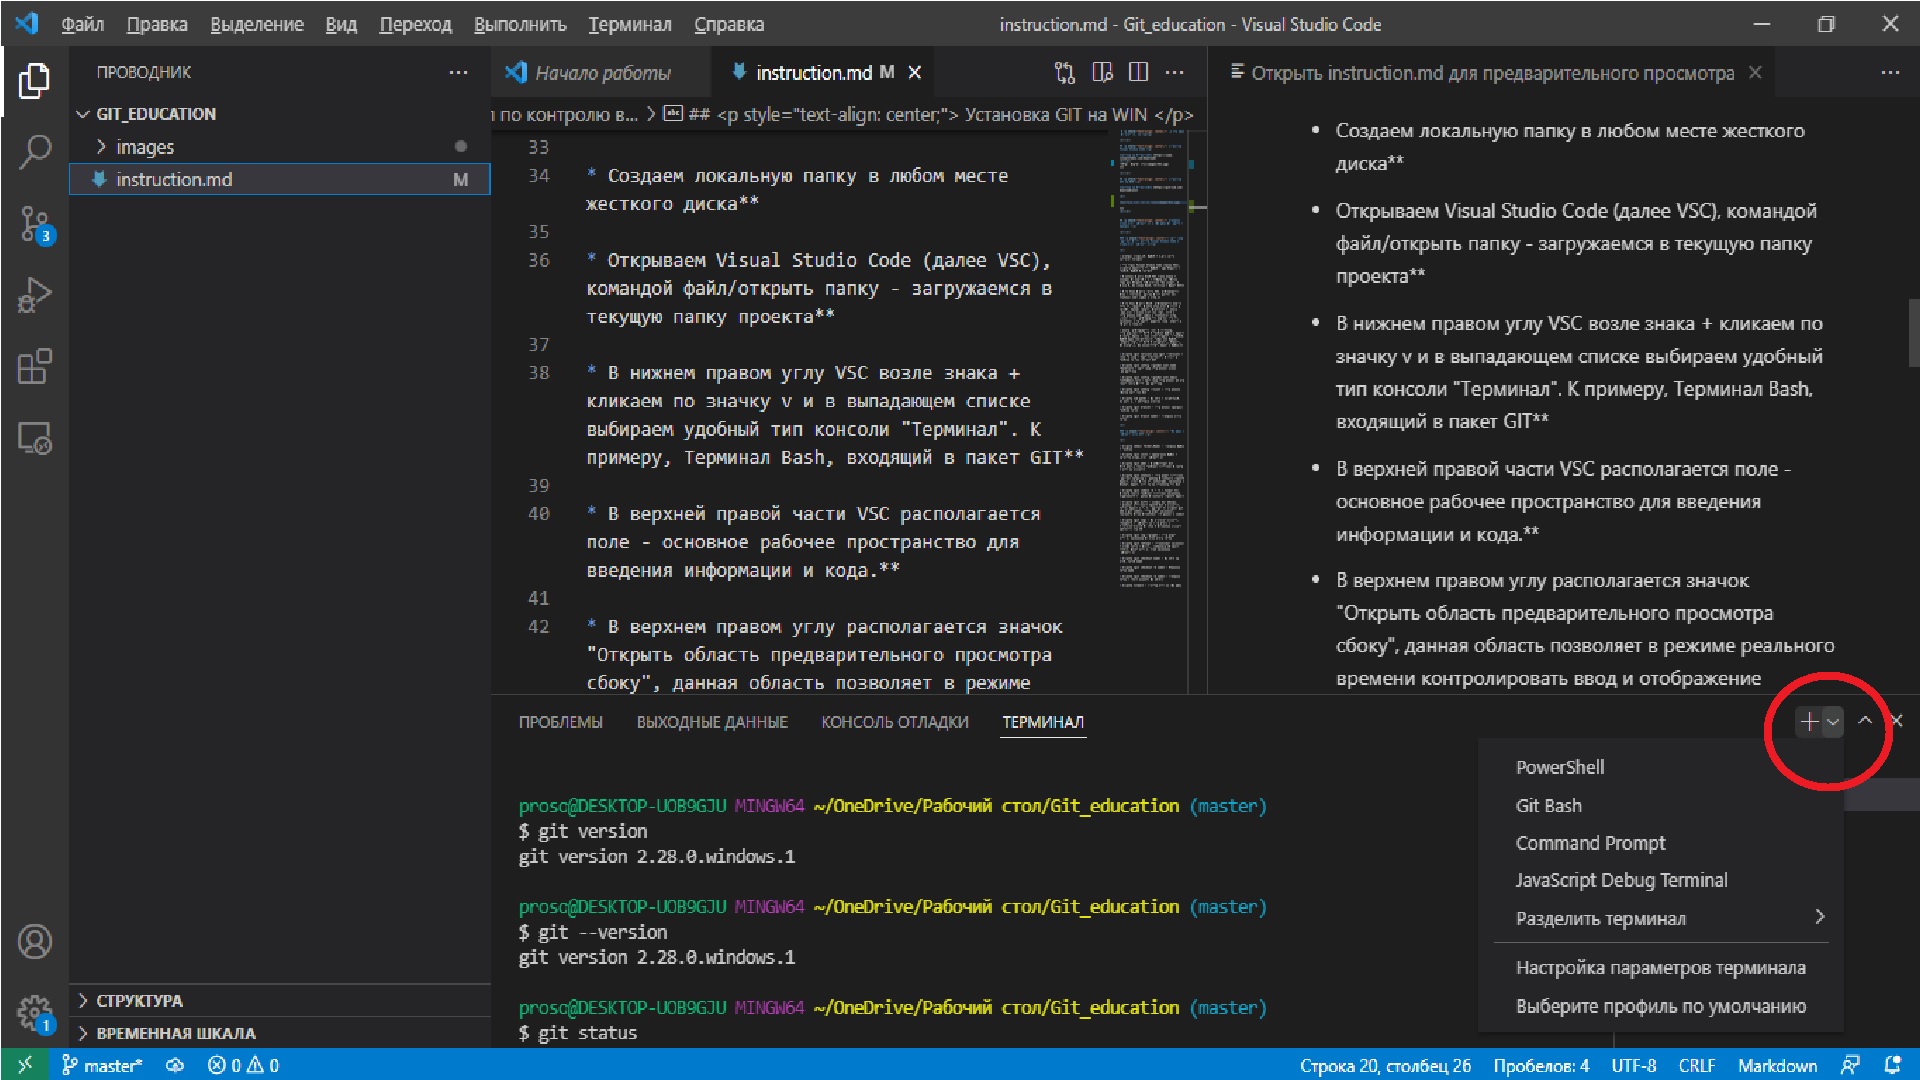 Файл Правка Выделение Вид Переход Выполнить Терминал Справка
instruction.md - Git_education - Visual Studio Code
ПРОВОДНИК
GIT_EDUCATION
images
instruction.md M
СТРУКТУРА
ВРЕМЕННАЯ ШКАЛА
3
1
Начало работы
instruction.md M
по контролю в... > ## <p style="text-align: center;"> Установка GIT на WIN </p>
33
34 * Создаем локальную папку в любом месте
жесткого диска**
35
36 * Открываем Visual Studio Code (далее VSC),
командой файл/открыть папку - загружаемся в
текущую папку проекта**
37
38 * В нижнем правом углу VSC возле знака +
кликаем по значку v и в выпадающем списке
выбираем удобный тип консоли "Терминал". К
примеру, Терминал Bash, входящий в пакет GIT**
39
40 * В верхней правой части VSC располагается
поле - основное рабочее пространство для
введения информации и кода.**
41
42 * В верхнем правом углу располагается значок
"Открыть область предварительного просмотра
сбоку", данная область позволяет в режиме
Открыть instruction.md для предварительного просмотра
• Создаем локальную папку в любом месте жесткого
диска**
• Открываем Visual Studio Code (далее VSC), командой
файл/открыть папку - загружаемся в текущую папку
проекта**
• В нижнем правом углу VSC возле знака + кликаем по
значку v и в выпадающем списке выбираем удобный
тип консоли "Терминал". К примеру, Терминал Bash,
входящий в пакет GIT**
• В верхней правой части VSC располагается поле -
основное рабочее пространство для введения
информации и кода.**
• В верхнем правом углу располагается значок
"Открыть область предварительного просмотра
сбоку", данная область позволяет в режиме реального
времени контролировать ввод и отображение
ПРОБЛЕМЫ ВЫХОДНЫЕ ДАННЫЕ КОНСОЛЬ ОТЛАДКИ ТЕРМИНАЛ
proso@DESKTOP-UOB9GJU MINGW64 ~/OneDrive/Рабочий стол/Git_education (master)
$ git version
git version 2.28.0.windows.1
proso@DESKTOP-UOB9GJU MINGW64 ~/OneDrive/Рабочий стол/Git_education (master)
$ git --version
git version 2.28.0.windows.1
proso@DESKTOP-UOB9GJU MINGW64 ~/OneDrive/Рабочий стол/Git_education (master)
$ git status
PowerShell
Git Bash
Command Prompt
JavaScript Debug Terminal
Разделить терминал
Настройка параметров терминала
Выберите профиль по умолчанию
master* 0 0
Строка 20, столбец 26 Пробелов: 4 UTF-8 CRLF Markdown